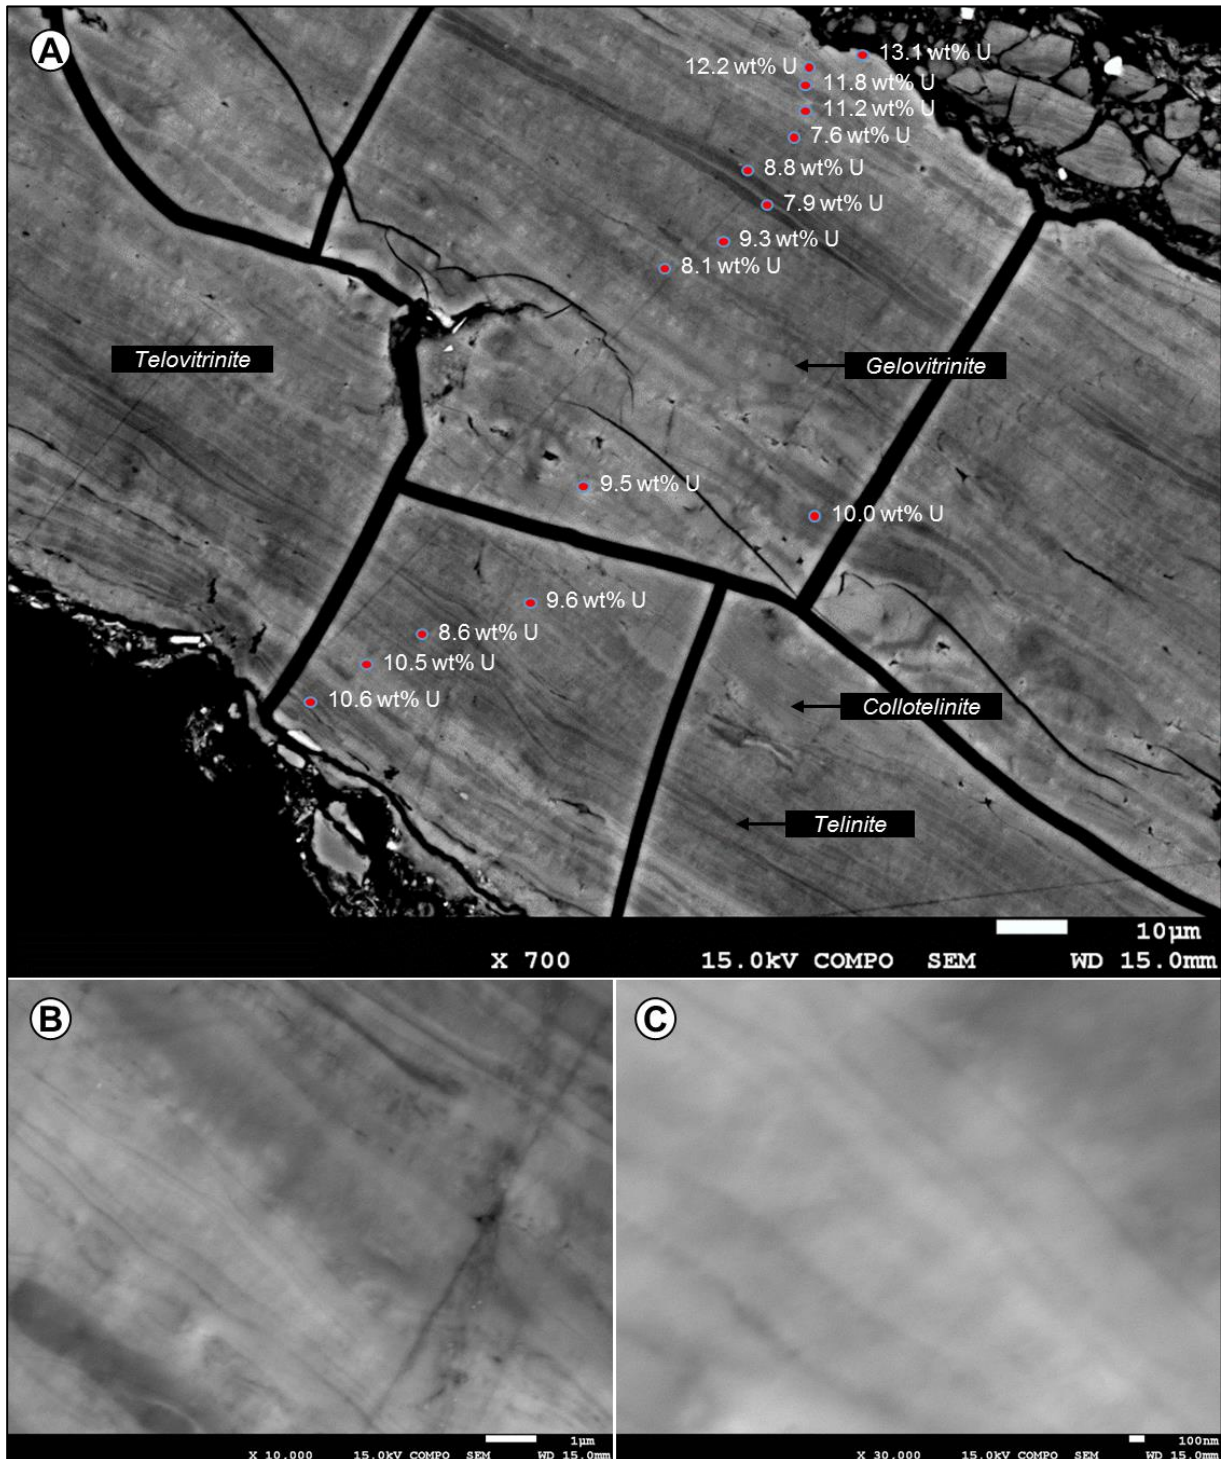 A
13.1 wt% U
12.2 wt% U
11.8 wt% U
11.2 wt% U
7.6 wt% U
8.8 wt% U
7.9 wt% U
9.3 wt% U
8.1 wt% U
Telovitrinite
Gelovitrinite
9.5 wt% U
10.0 wt% U
9.6 wt% U
8.6 wt% U
10.5 wt% U
10.6 wt% U
Collotelinite
Telinite
10µm
X 700 15.0kV COMPO SEM WD 15.0mm
B
1µm
X 10,000 15.0kV COMPO SEM WD 15.0mm
C
100nm
X 30,000 15.0kV COMPO SEM WD 15.0mm